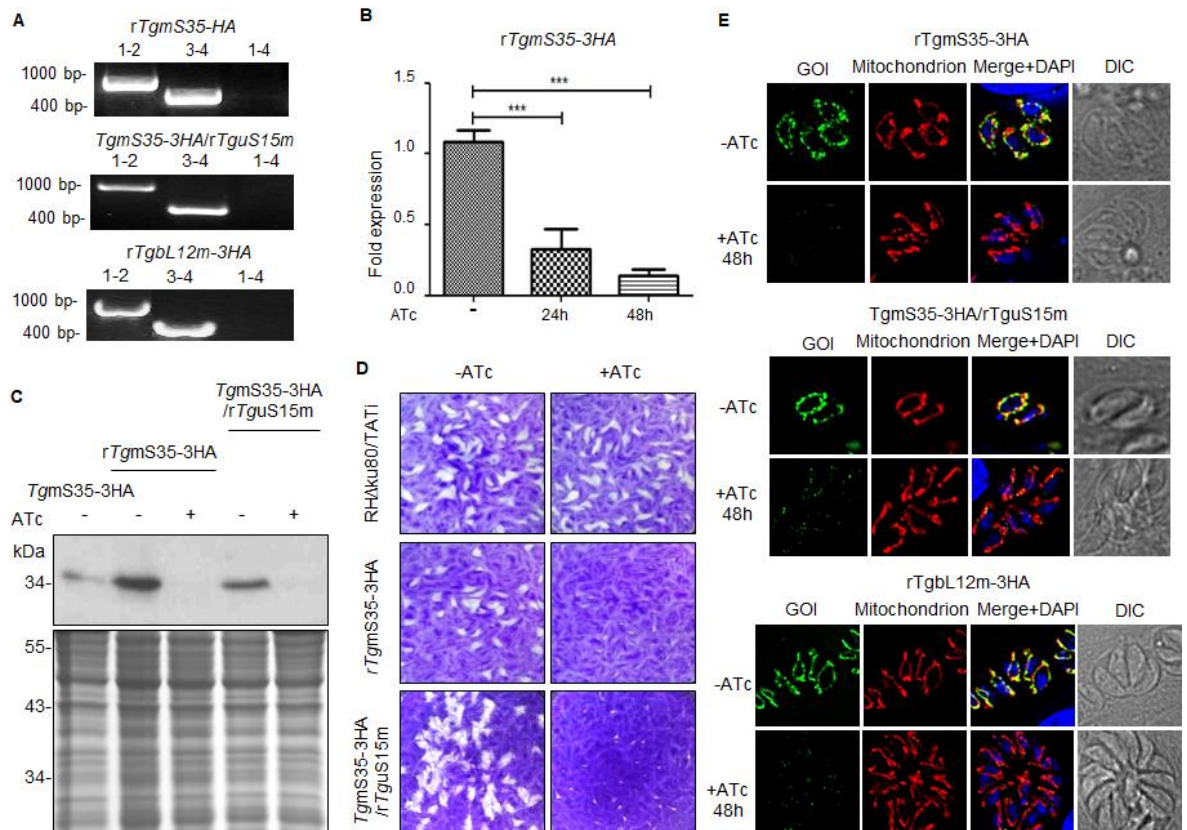 A
rTgmS35-HA
1-2 3-4 1-4
1000 bp-
400 bp-
TgmS35-3HA/rTguS15m
1-2 3-4 1-4
1000 bp-
400 bp-
rTgbL12m-3HA
1-2 3-4 1-4
1000 bp-
400 bp-
B
rTgmS35-3HA
***
***
Fold expression
1.5
1.0
0.5
0.0
ATc - 24h 48h
C
TgmS35-3HA
/rTguS15m
rTgmS35-3HA
TgmS35-3HA
ATc - - + - +
kDa
34-
55-
43-
34-
D
-ATc +ATc
RHΔku80/TATi
rTgmS35-3HA
TgmS35-3HA
/rTguS15m
E
rTgmS35-3HA
GOI Mitochondrion Merge+DAPI DIC
-ATc
+ATc
48h
TgmS35-3HA/rTguS15m
GOI Mitochondrion Merge+DAPI DIC
-ATc
+ATc
48h
rTgbL12m-3HA
GOI Mitochondrion Merge+DAPI DIC
-ATc
+ATc
48h